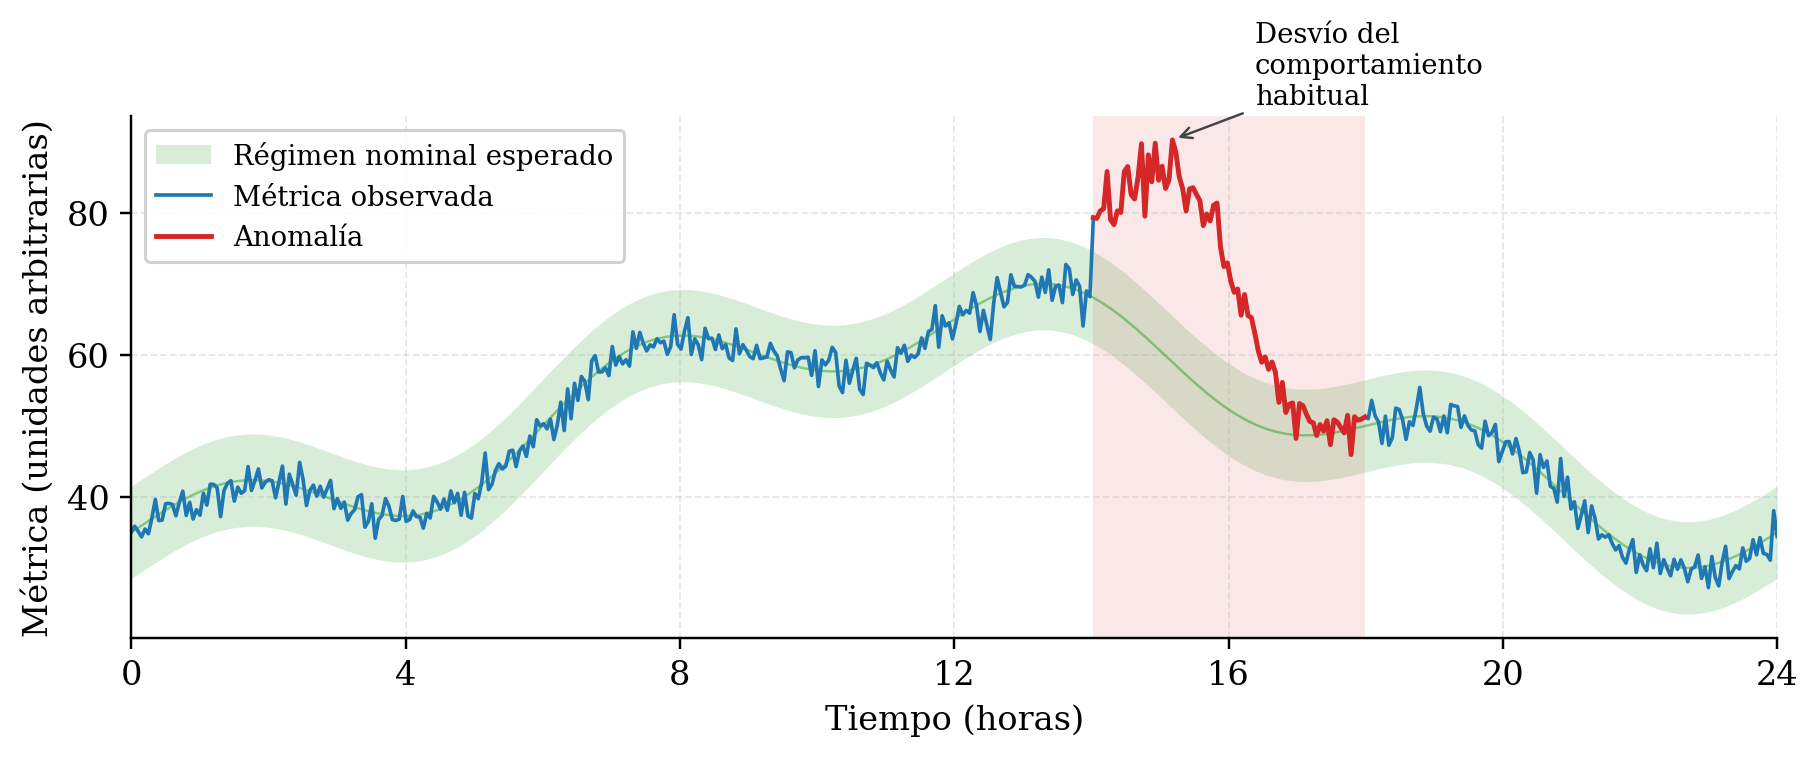 Desvío del
comportamiento
habitual
Régimen nominal esperado
Métrica observada
Anomalía
Métrica (unidades arbitrarias)
80
60
40
0 4 8 12 16 20 24
Tiempo (horas)